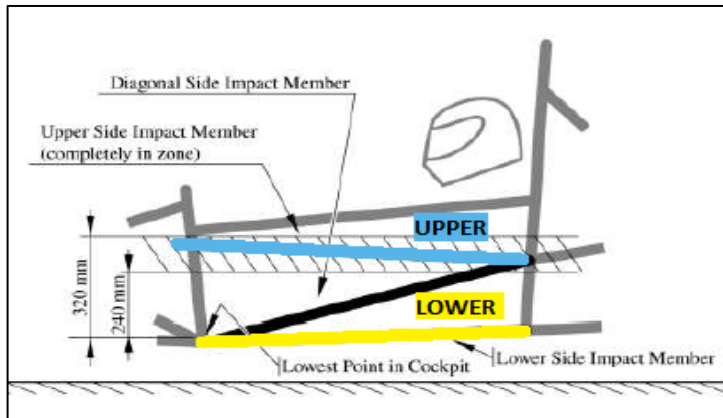 Diagonal Side Impact Member
Upper Side Impact Member
(completely in zone)
UPPER
320 mm
240 mm
LOWER
Lowest Point in Cockpit
Lower Side Impact Member